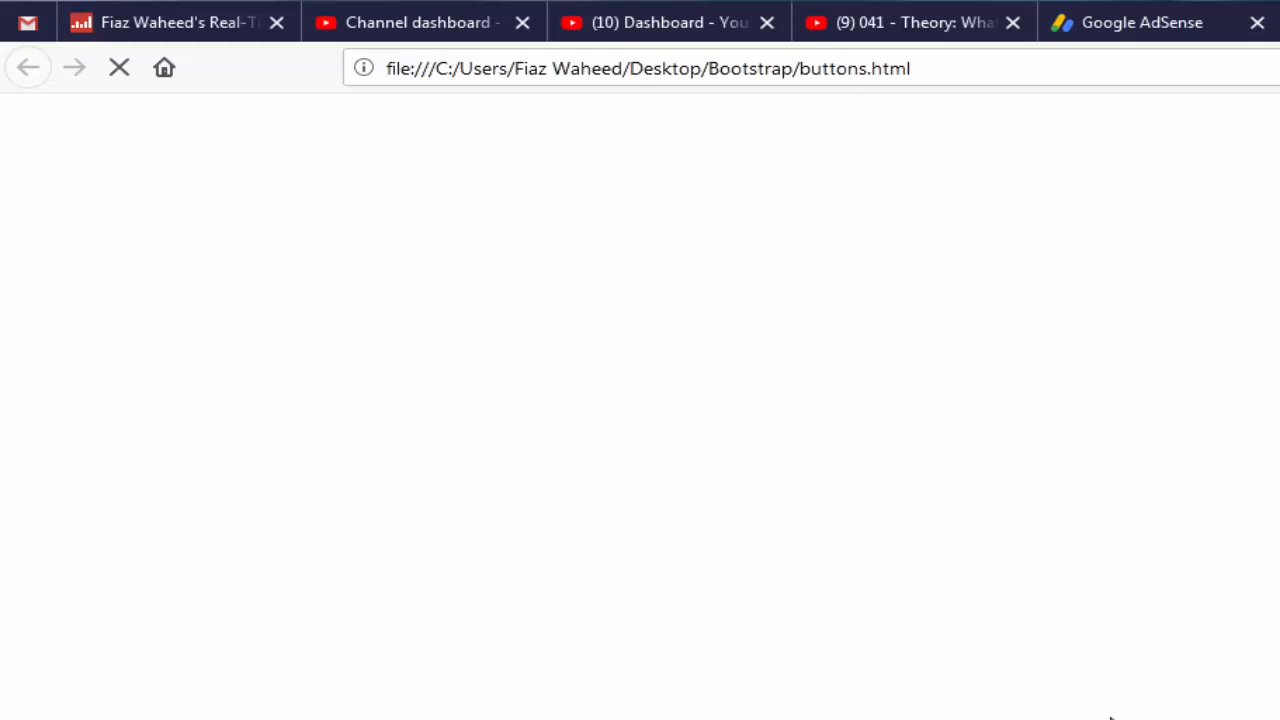 Fiaz Waheed's Real-T
Channel dashboard -
(10) Dashboard - You
(9) 041 - Theory: Wha
Google AdSense
file:///C:/Users/Fiaz Waheed/Desktop/Bootstrap/buttons.html